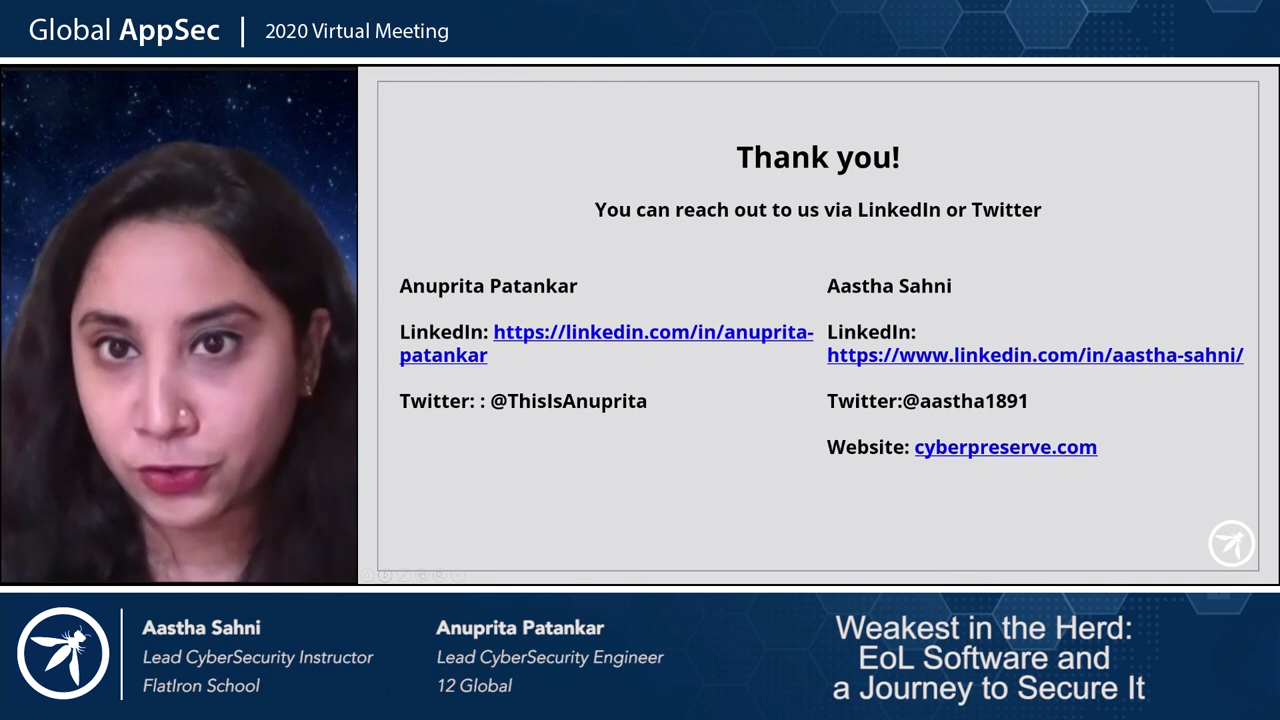 Global AppSec | 2020 Virtual Meeting
Thank you!
You can reach out to us via LinkedIn or Twitter
Anuprita Patankar
LinkedIn: https://linkedin.com/in/anuprita-
patankar
Twitter: : @ThisIsAnuprita
Aastha Sahni
LinkedIn:
https://www.linkedin.com/in/aastha-sahni/
Twitter:@aastha1891
Website: cyberpreserve.com
Aastha Sahni
Lead CyberSecurity Instructor
FlatIron School
Anuprita Patankar
Lead CyberSecurity Engineer
12 Global
Weakest in the Herd:
EoL Software and
a Journey to Secure It